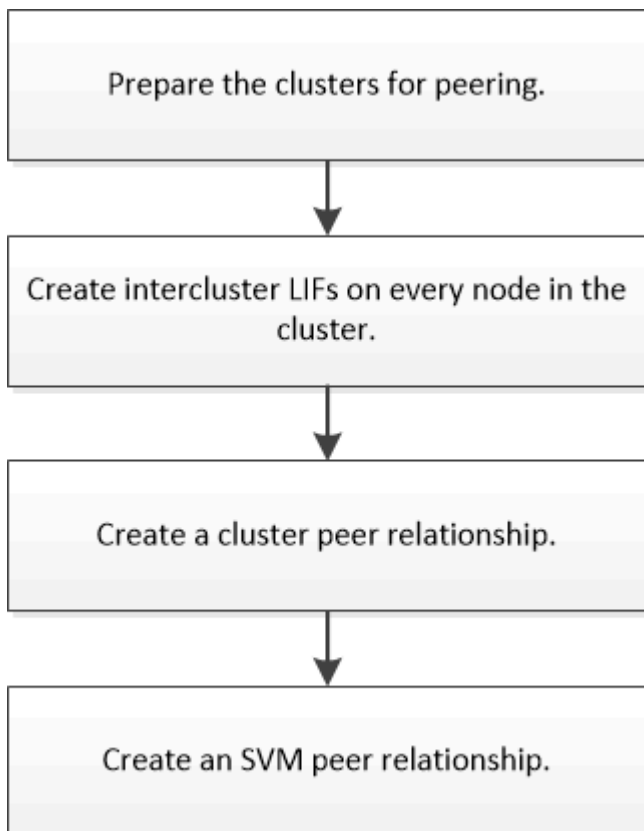 Prepare the clusters for peering.
Create intercluster LIFs on every node in the
cluster.
Create a cluster peer relationship.
Create an SVM peer relationship.